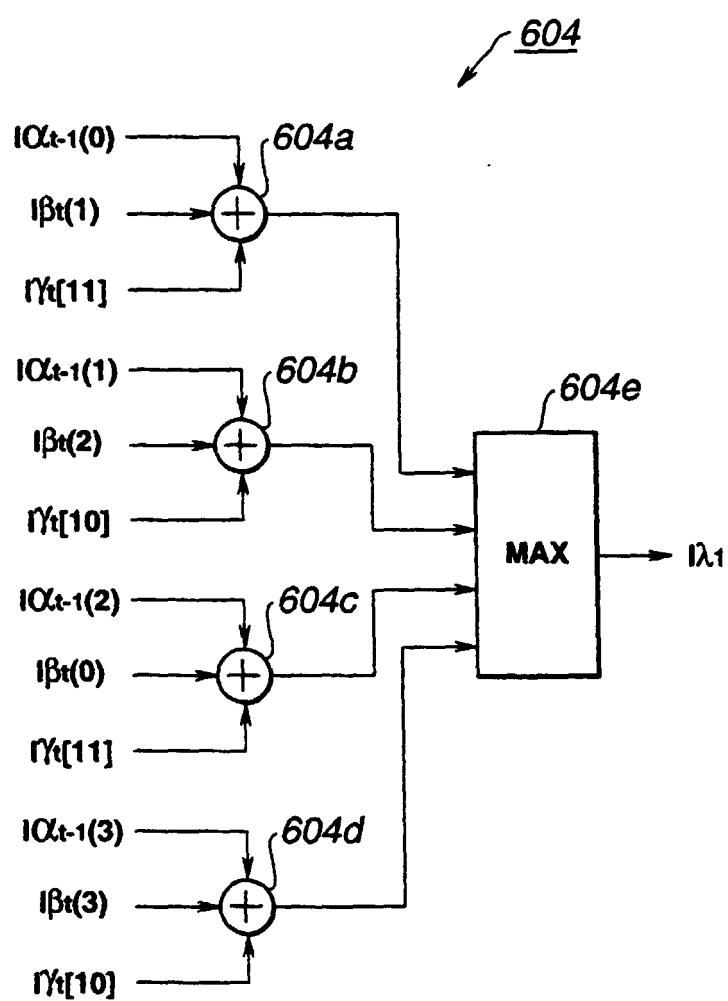 604
Iαt-1(0)
604a
Iβt(1)
Iγt[11]
Iαt-1(1)
604b
Iβt(2)
Iγt[10]
604e
MAX
Iλ1
Iαt-1(2)
604c
Iβt(0)
Iγt[11]
Iαt-1(3)
604d
Iβt(3)
Iγt[10]